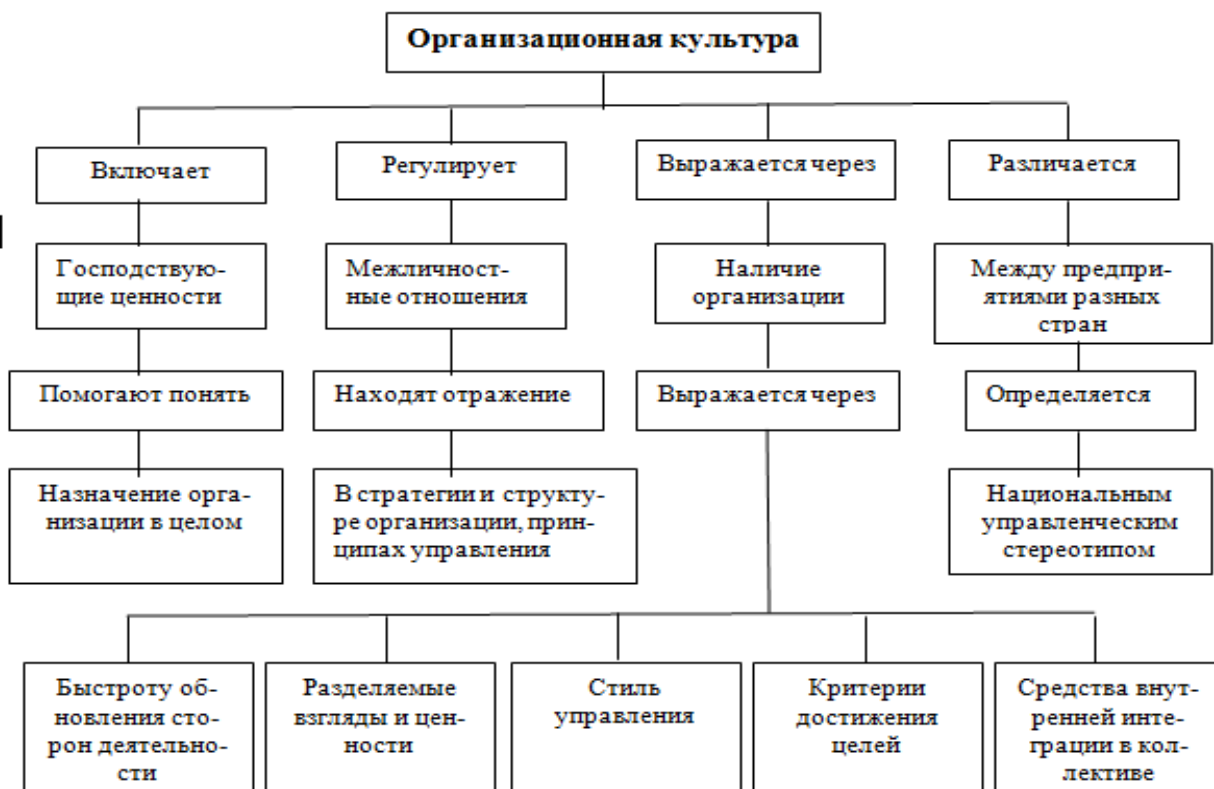 Организационная культура
Включает
Регулирует
Выражается через
Различается
Господствую-
щие ценности
Межличност-
ные отношения
Наличие
организации
Между предпри-
ятиями разных
стран
Помогают понять
Находят отражение
Выражается через
Определяется
Назначение орга-
низации в целом
В стратегии и структу-
ре организации, прин-
ципах управления
Национальным
управленческим
стереотипом
Быстроту об-
новления сто-
рон деятельно-
сти
Разделяемые
взгляды и цен-
ности
Стиль
управления
Критерии
достижения
целей
Средства внут-
ренней инте-
грации в кол-
лективе